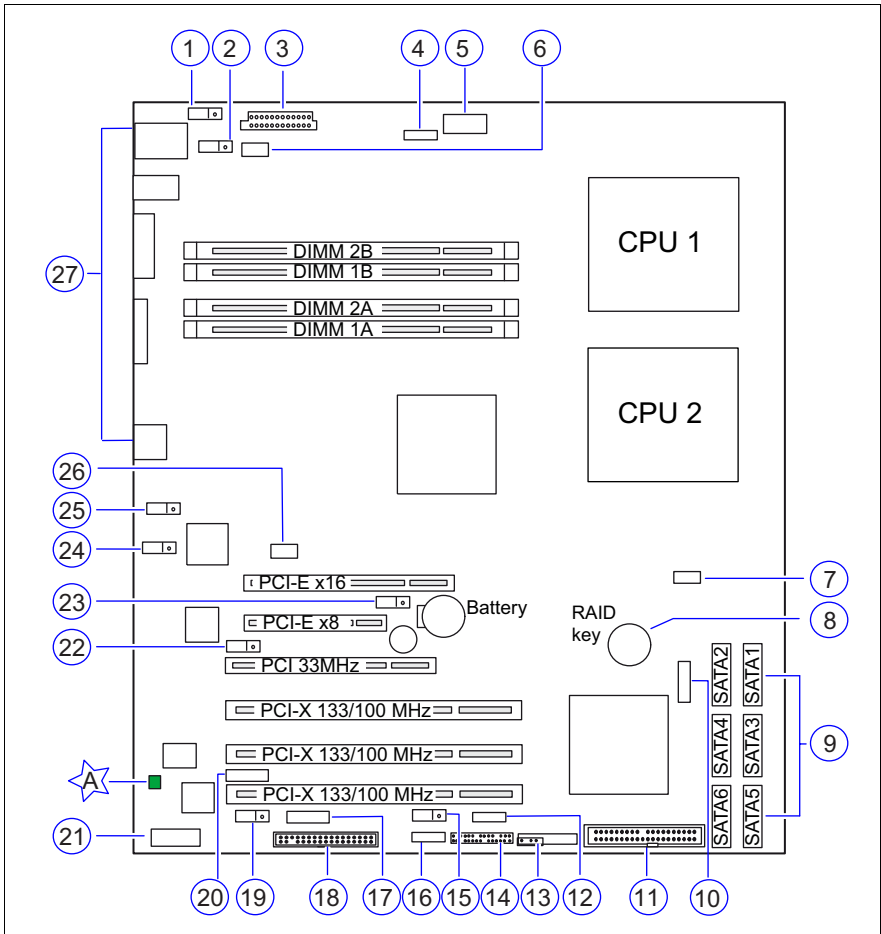 1 2 3 4 5 6
CPU 1
DIMM 2B
DIMM 1B
27
DIMM 2A
DIMM 1A
CPU 2
26
25
24
7
PCI-E x16
23
Battery
RAID
key
8
PCI-E x8
22
PCI 33MHz
SATA2 SATA1
PCI-X 133/100 MHz
SATA4 SATA3
9
PCI-X 133/100 MHz
A
PCI-X 133/100 MHz
SATA6 SATA5
21
20 19 18 17 16 15 14 13 12 11 10